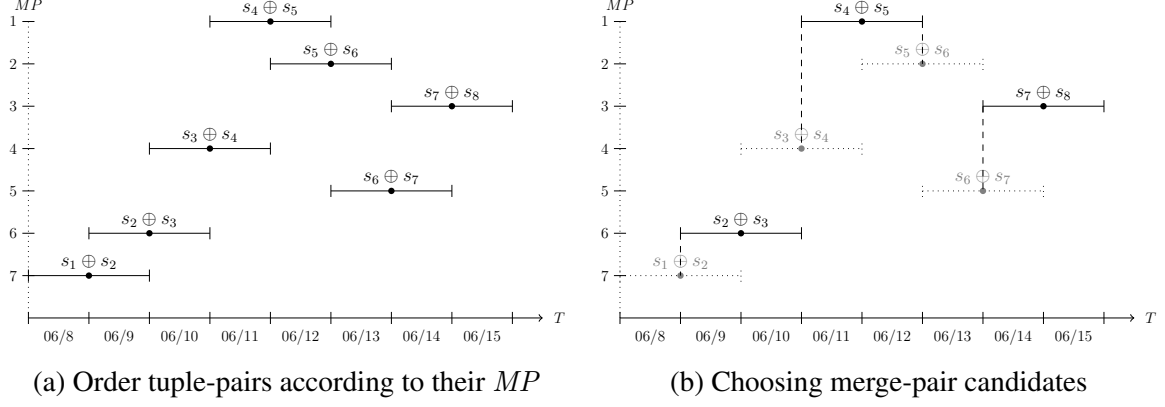 MP
1
2
3
4
5
6
7
s₄ ⊕ s₅
s₅ ⊕ s₆
s₇ ⊕ s₈
s₃ ⊕ s₄
s₆ ⊕ s₇
s₂ ⊕ s₃
s₁ ⊕ s₂
06/8 06/9 06/10 06/11 06/12 06/13 06/14 06/15 T
(a) Order tuple-pairs according to their MP
MP
1
2
3
4
5
6
7
s₄ ⊕ s₅
s₅ ⊕ s₆
s₇ ⊕ s₈
s₃ ⊕ s₄
s₆ ⊕ s₇
s₂ ⊕ s₃
s₁ ⊕ s₂
06/8 06/9 06/10 06/11 06/12 06/13 06/14 06/15 T
(b) Choosing merge-pair candidates